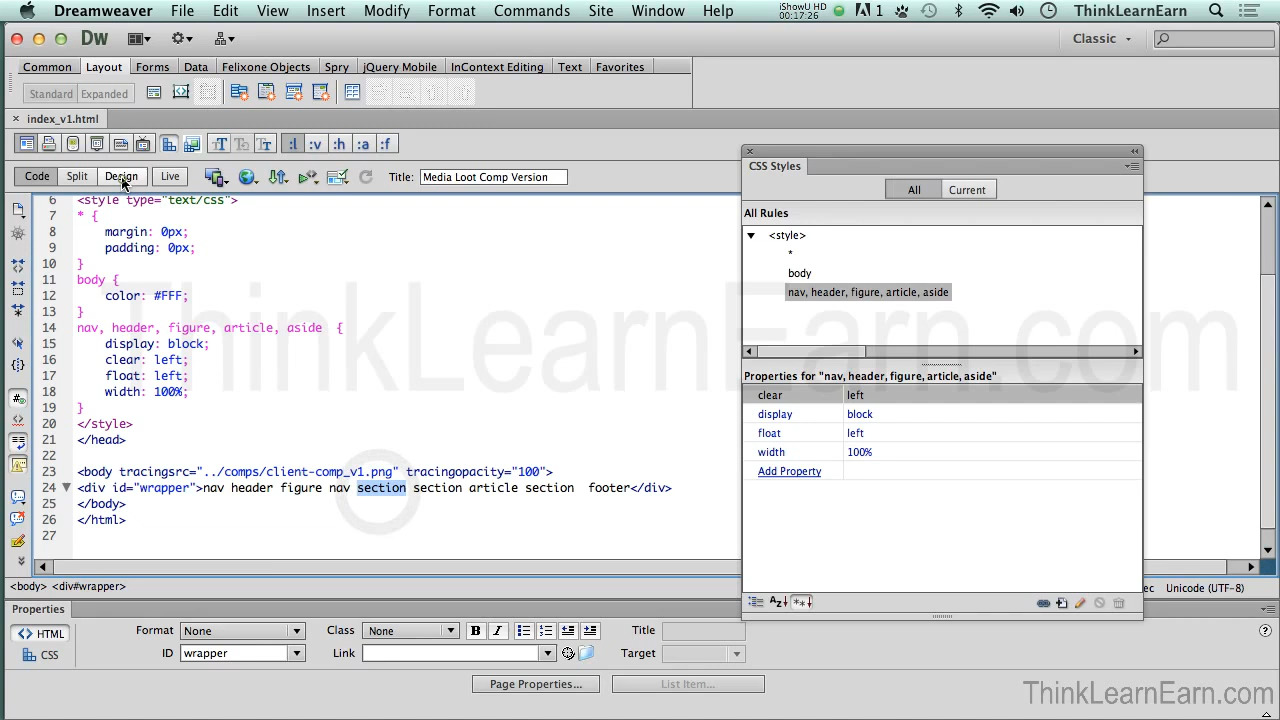 Dreamweaver File Edit View Insert Modify Format Commands Site Window Help iShowU HD 00:17:26 1 ThinkLearnEarn
Dw Classic
Common Layout Forms Data Felixone Objects Spry jQuery Mobile InContext Editing Text Favorites
Standard Expanded
index_v1.html
:l :v :h :a :f
Code Split Design Live Title: Media Loot Comp Version
6 <style type="text/css">
7 * {
8 margin: 0px;
9 padding: 0px;
10 }
11 body {
12 color: #FFF;
13 }
14 nav, header, figure, article, aside {
15 display: block;
16 clear: left;
17 float: left;
18 width: 100%;
19 }
20 </style>
21 </head>
22
23 <body tracingsrc="../comps/client-comp_v1.png" tracingopacity="100">
24 <div id="wrapper">nav header figure nav section section article section footer</div>
25 </body>
26 </html>
27
CSS Styles
All Current
All Rules
<style>
*
body
nav, header, figure, article, aside
Properties for "nav, header, figure, article, aside"
clear left
display block
float left
width 100%
Add Property
ThinkLearnEarn.com
<body> <div#wrapper> ec Unicode (UTF-8)
Properties
HTML Format None Class None B I Title
CSS ID wrapper Link Target
Page Properties... List Item...
ThinkLearnEarn.com